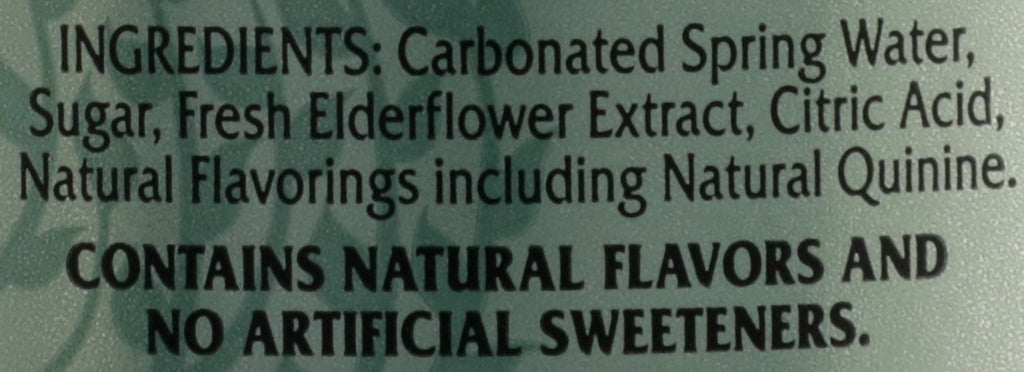 INGREDIENTS: Carbonated Spring Water,
Sugar, Fresh Elderflower Extract, Citric Acid,
Natural Flavorings including Natural Quinine.
CONTAINS NATURAL FLAVORS AND
NO ARTIFICIAL SWEETENERS.